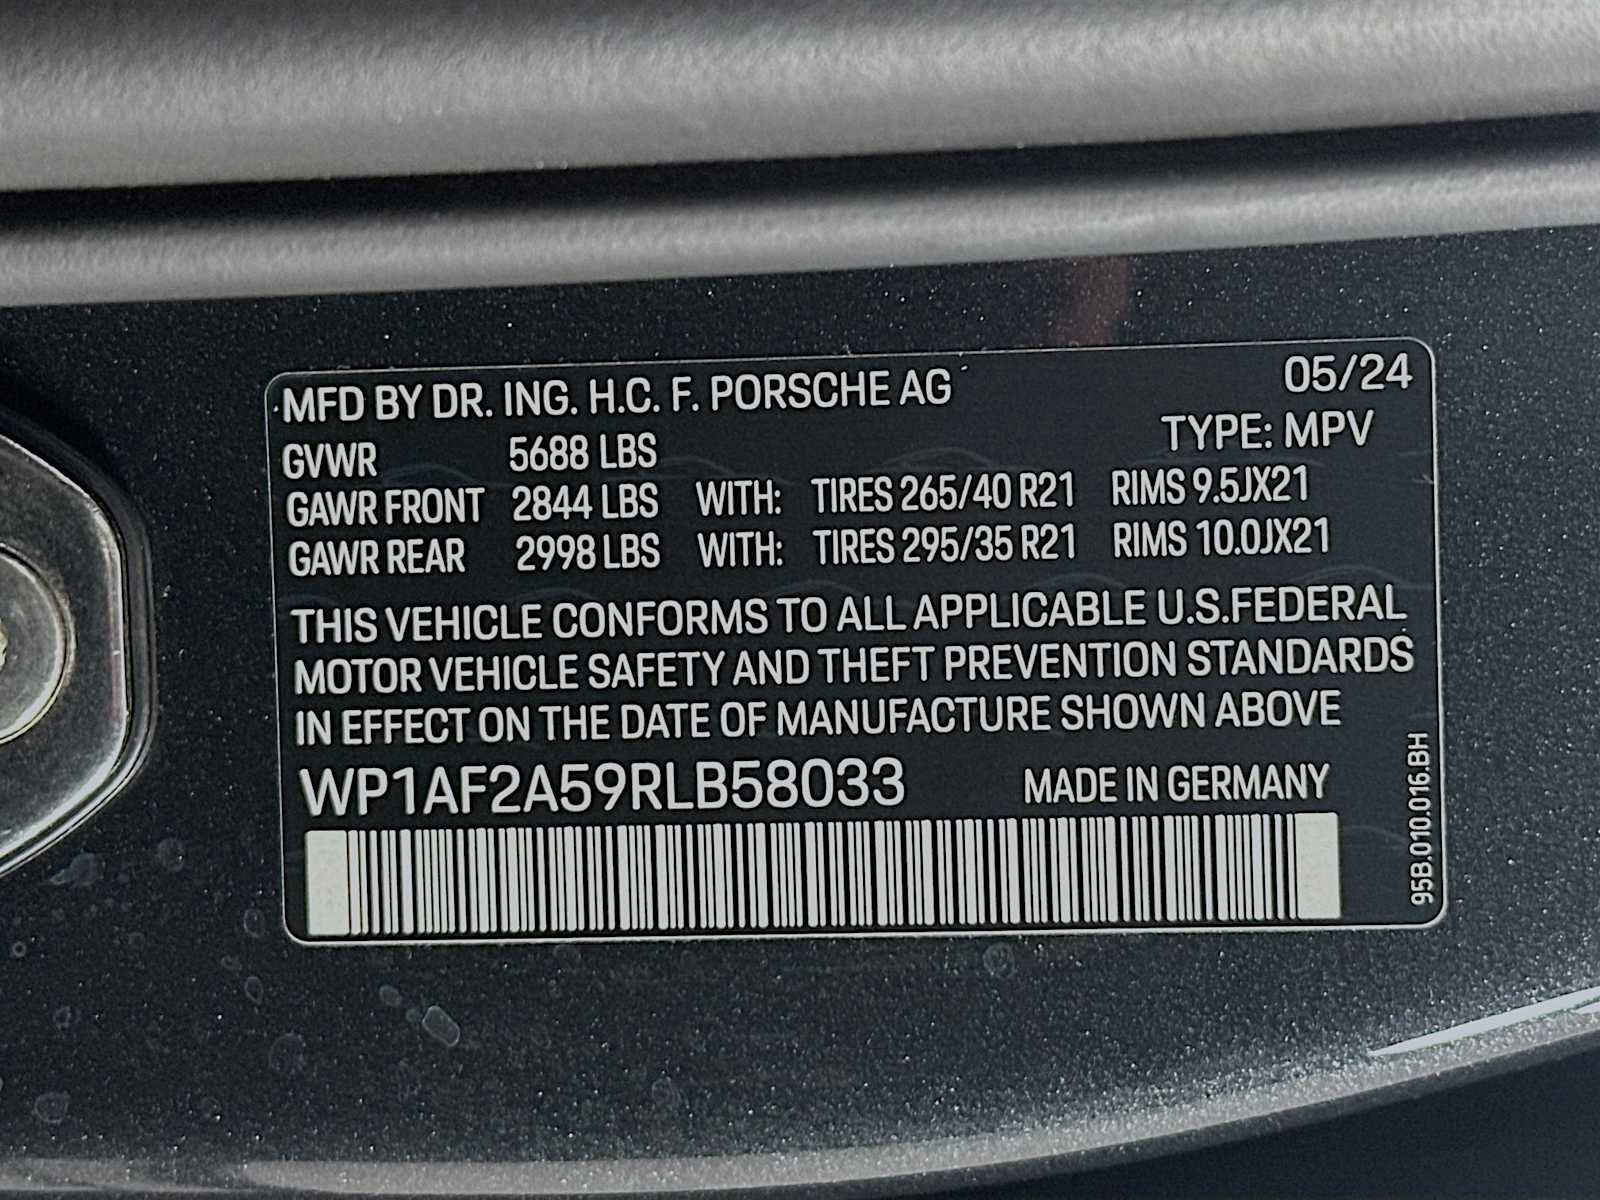 MFD BY DR. ING. H.C. F. PORSCHE AG 05/24
GVWR 5688 LBS TYPE: MPV
GAWR FRONT 2844 LBS WITH: TIRES 265/40 R21 RIMS 9.5JX21
GAWR REAR 2998 LBS WITH: TIRES 295/35 R21 RIMS 10.0JX21
THIS VEHICLE CONFORMS TO ALL APPLICABLE U.S.FEDERAL
MOTOR VEHICLE SAFETY AND THEFT PREVENTION STANDARDS
IN EFFECT ON THE DATE OF MANUFACTURE SHOWN ABOVE
WP1AF2A59RLB58033 MADE IN GERMANY
95B.010.016.BH